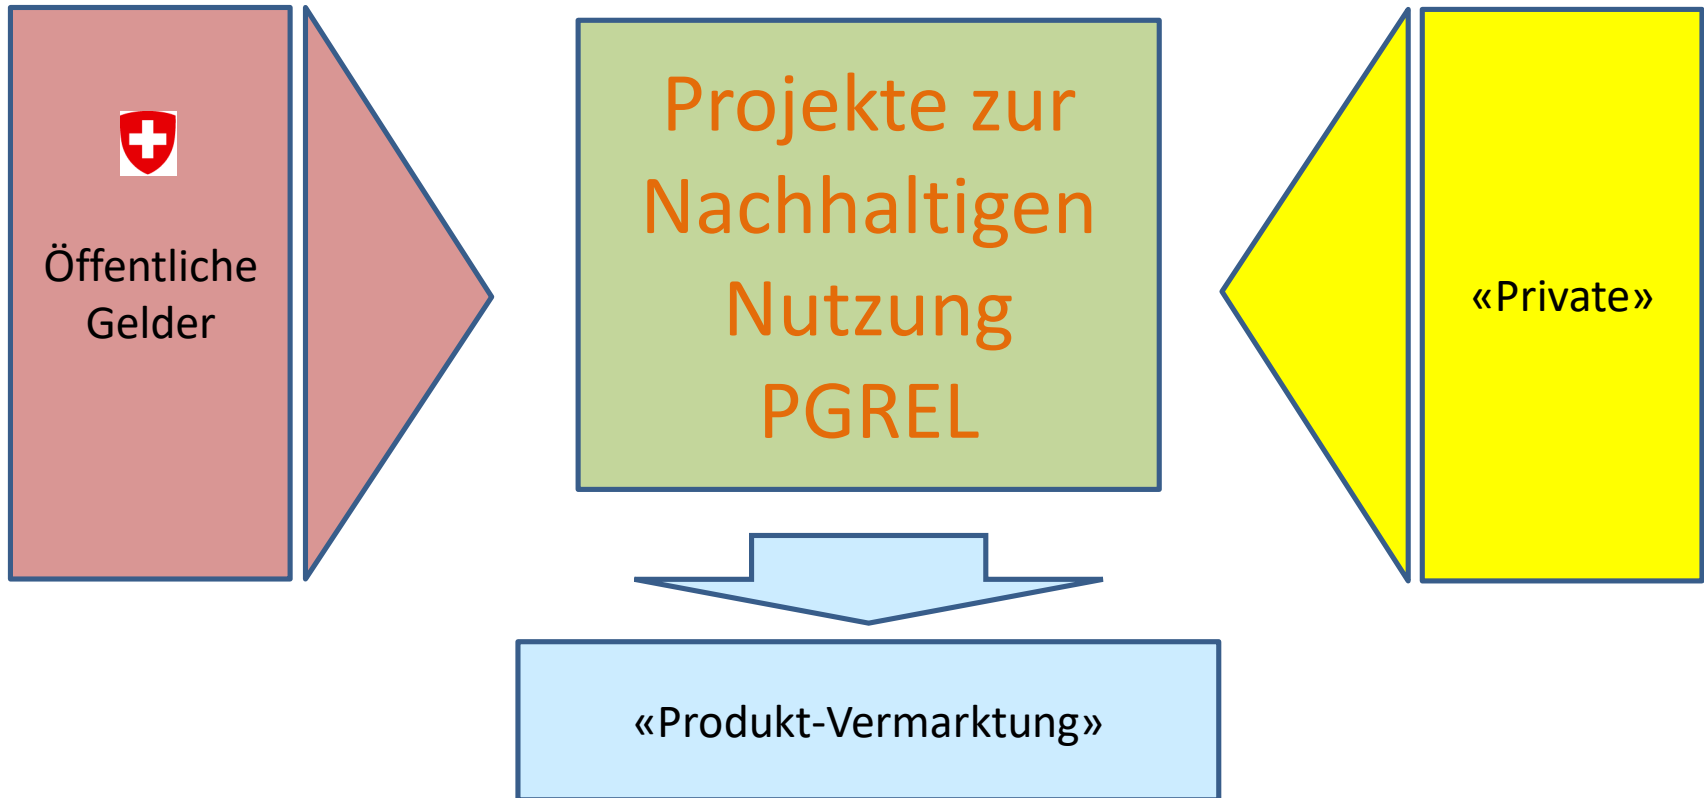 Öffentliche
Gelder
Projekte zur
Nachhaltigen
Nutzung
PGREL
«Private»
«Produkt-Vermarktung»